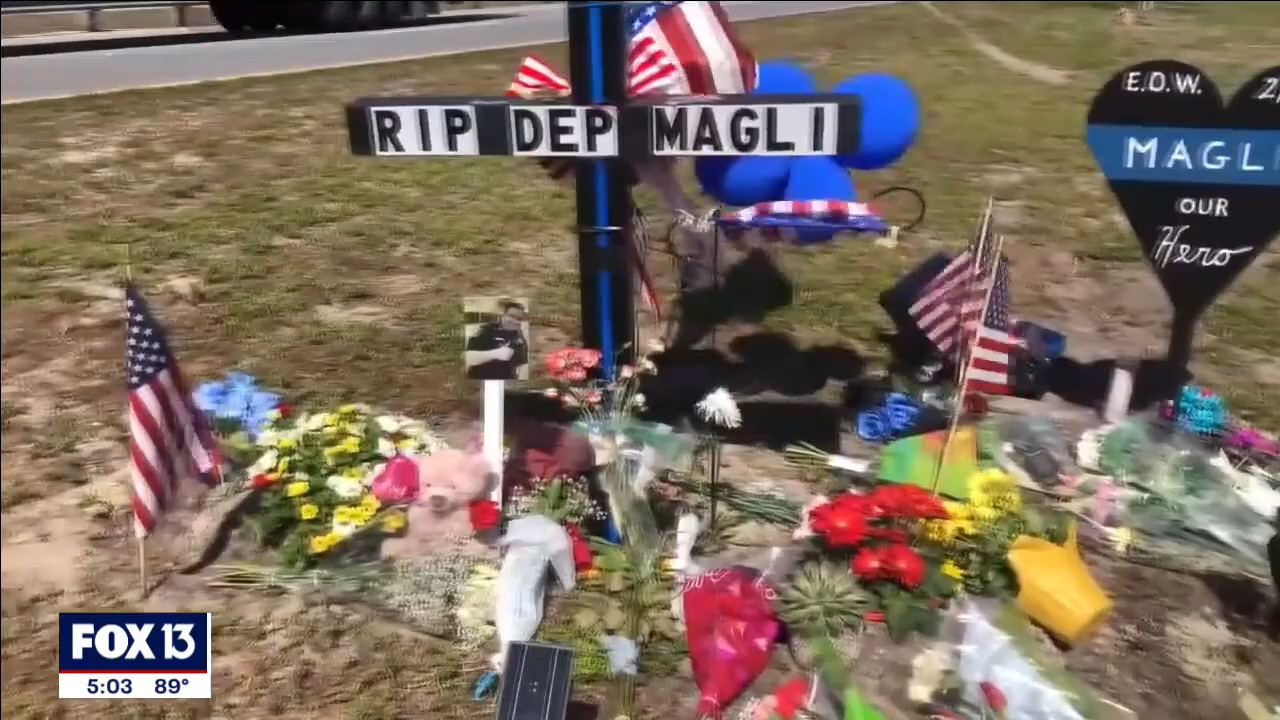 RIP DEP MAGLI
E.D.W.
MAGLI
OUR
Hero
FOX 13
5:03 89°